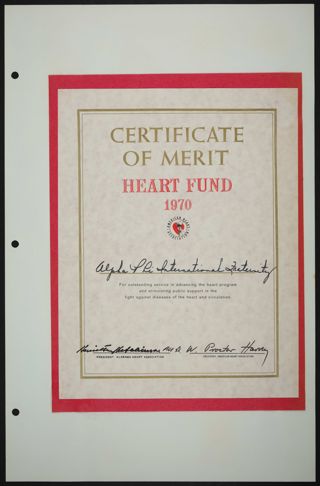 CERTIFICATE
OF MERIT
HEART FUND
1970
AMERICAN HEART ASSOCIATION
Alpha Phi International Fraternity
For outstanding service in advancing the heart program
and stimulating public support in the
fight against diseases of the heart and circulation.
M.D. W. Proctor Harvey
PRESIDENT, ALABAMA HEART ASSOCIATION PRESIDENT, AMERICAN HEART ASSOCIATION